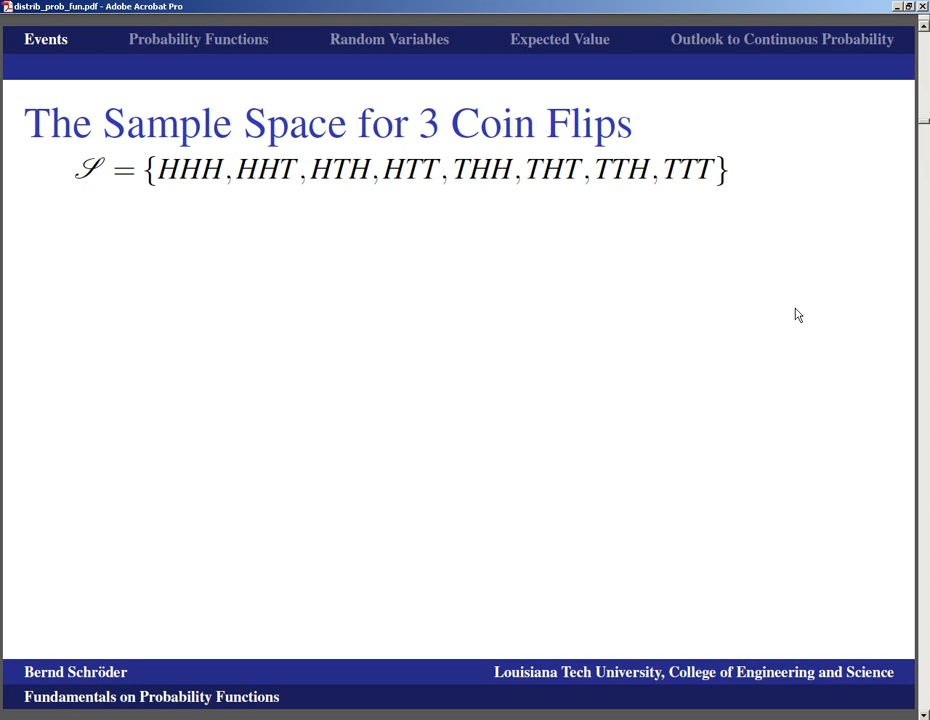 distrib_prob_fun.pdf - Adobe Acrobat Pro
Events Probability Functions Random Variables Expected Value Outlook to Continuous Probability
The Sample Space for 3 Coin Flips
𝒮 = {HHH, HHT, HTH, HTT, THH, THT, TTH, TTT}
Bernd Schröder Louisiana Tech University, College of Engineering and Science
Fundamentals on Probability Functions